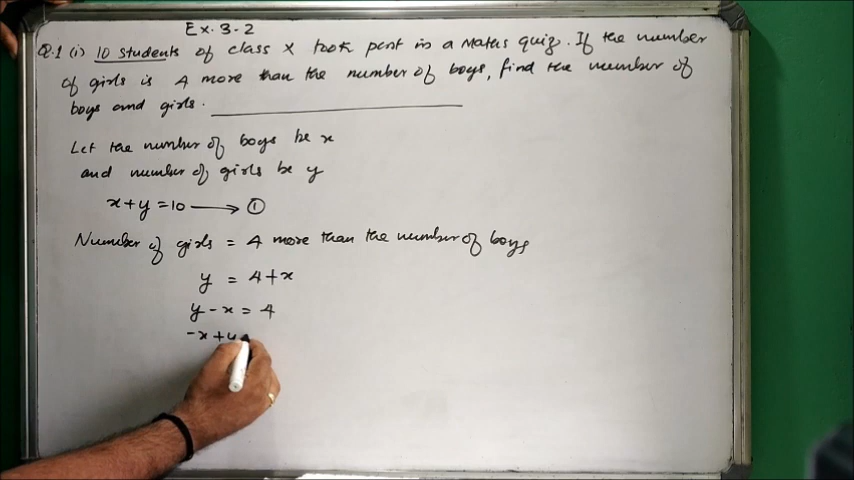 Ex. 3.2
Q.1 (i) 10 students of class X took part in a Maths quiz. If the number
of girls is 4 more than the number of boys, find the number of
boys and girls.
Let the number of boys be x
and number of girls be y
x+y=10 → ①
Number of girls = 4 more than the number of boys
y = 4+x
y - x = 4
-x+y